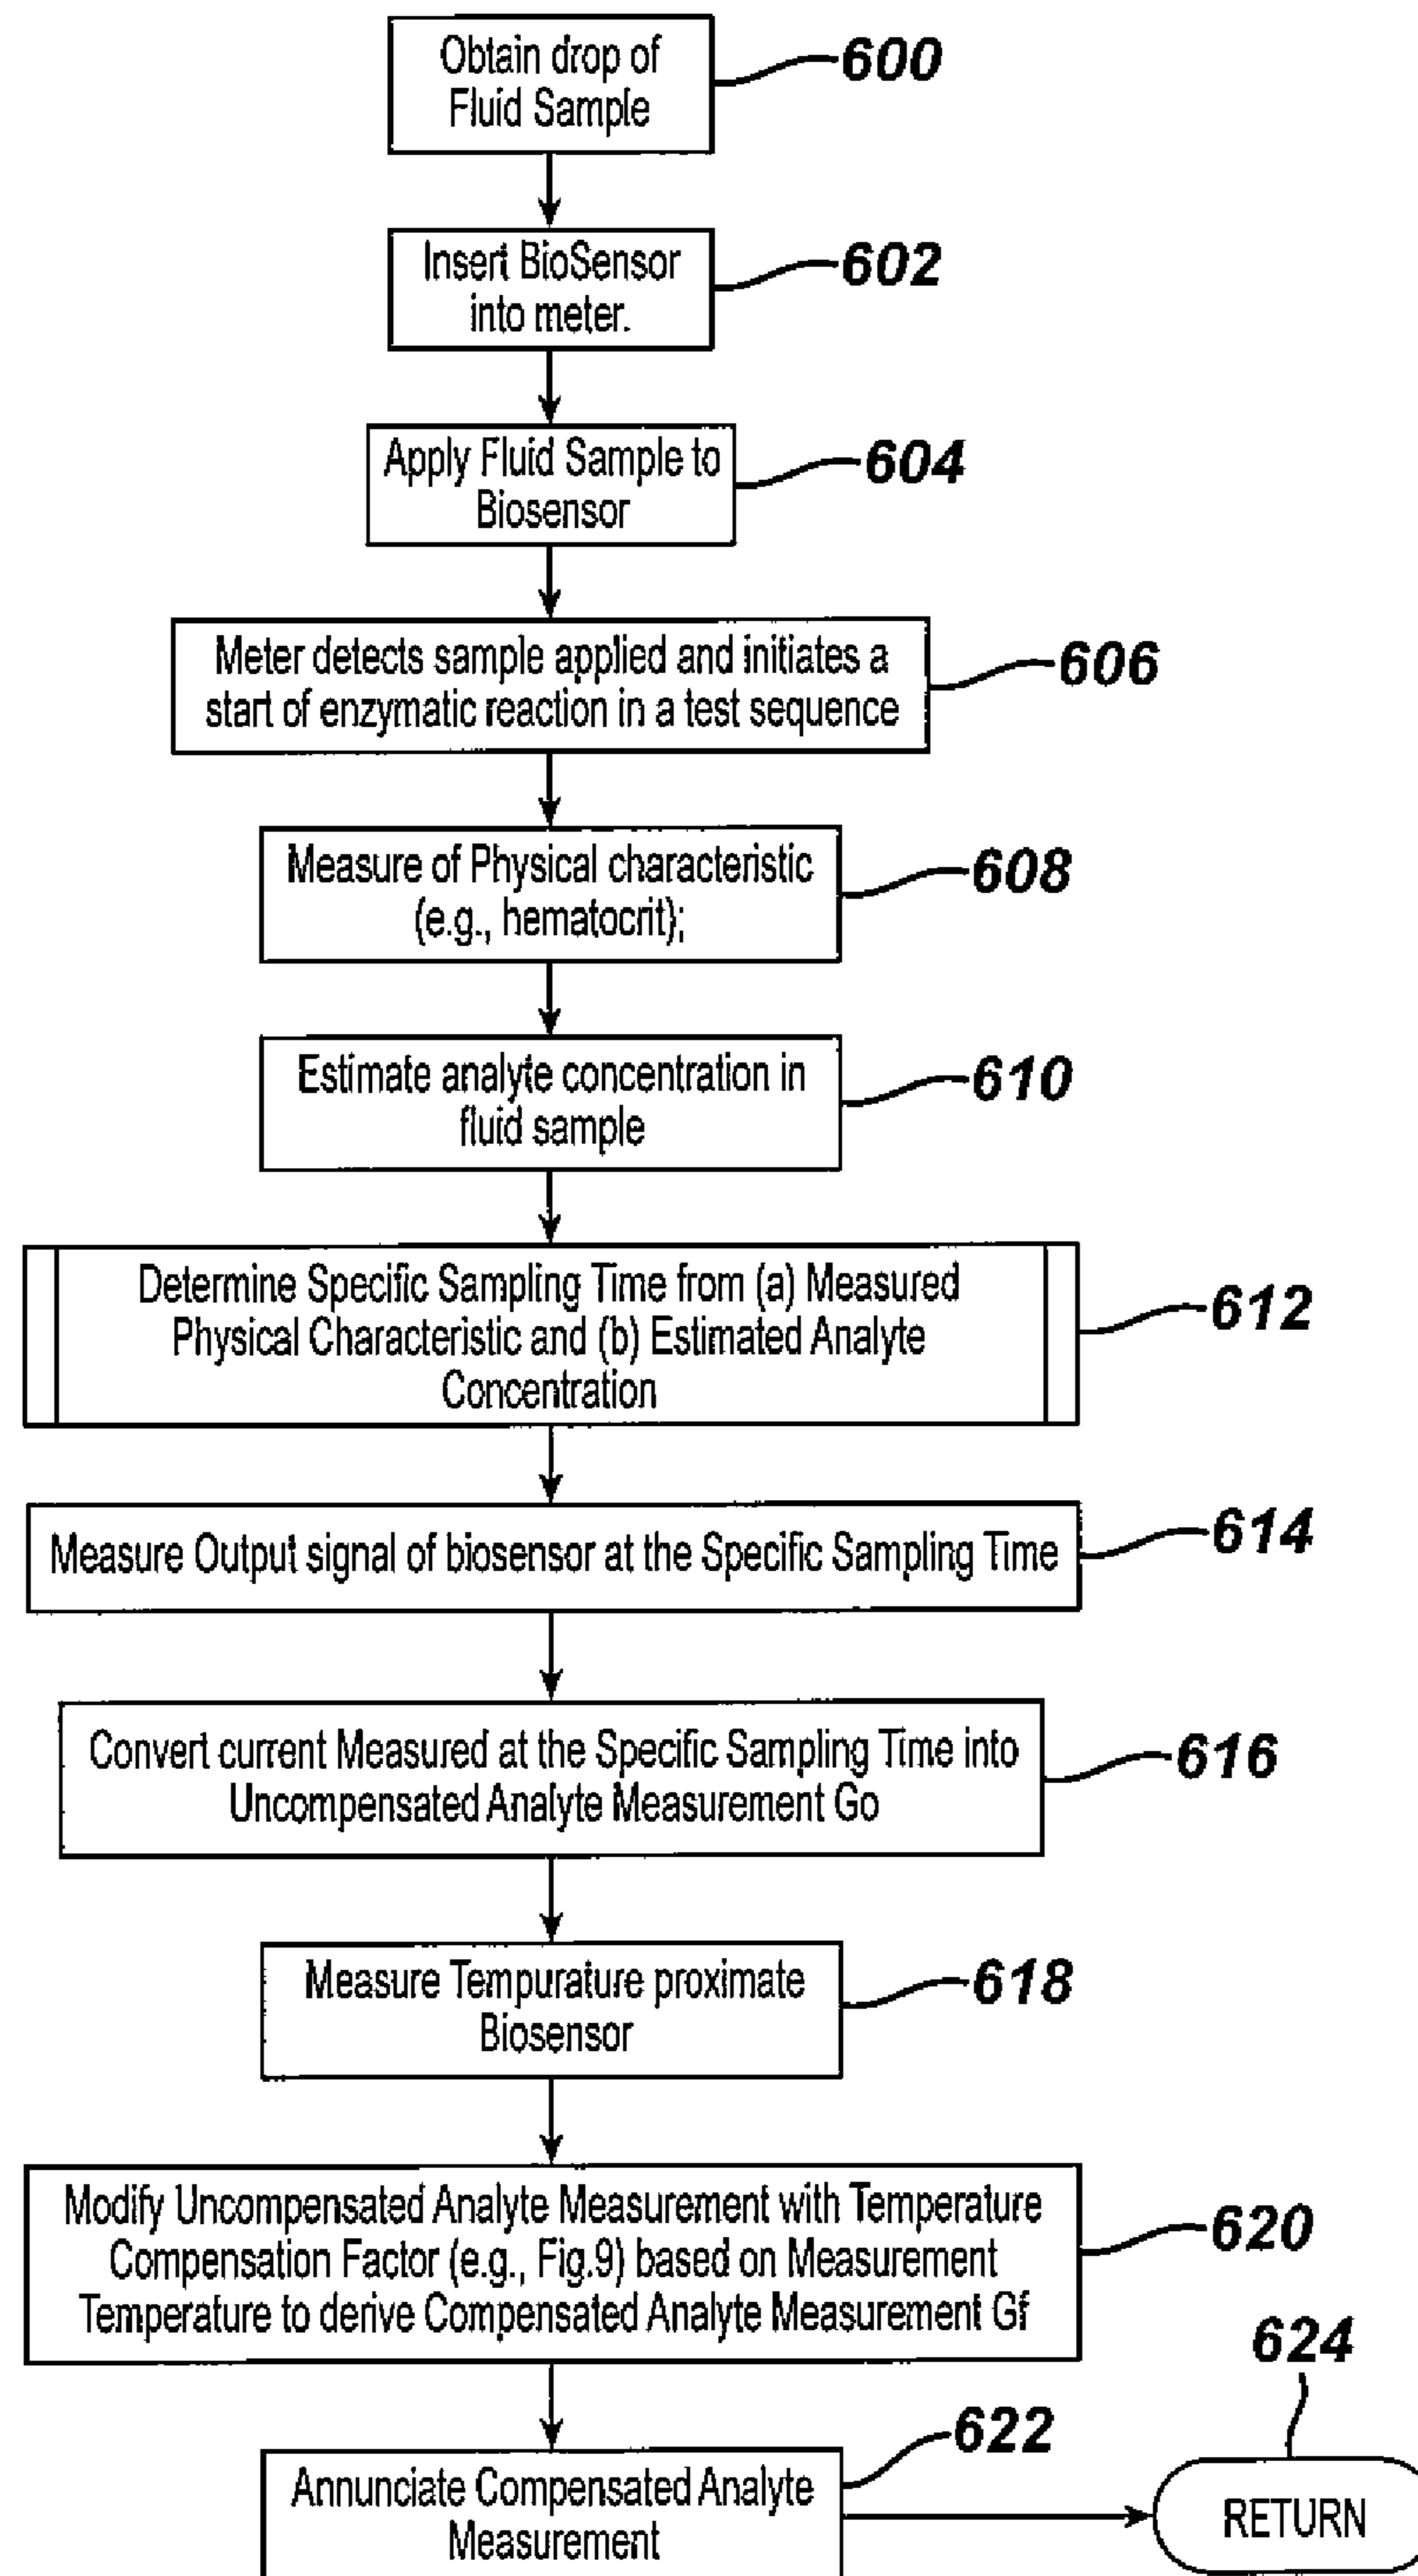 Obtain drop of
Fluid Sample
600
Insert BioSensor
into meter.
602
Apply Fluid Sample to
Biosensor
604
Meter detects sample applied and initiates a
start of enzymatic reaction in a test sequence
606
Measure of Physical characteristic
(e.g., hematocrit);
608
Estimate analyte concentration in
fluid sample
610
Determine Specific Sampling Time from (a) Measured
Physical Characteristic and (b) Estimated Analyte
Concentration
612
Measure Output signal of biosensor at the Specific Sampling Time
614
Convert current Measured at the Specific Sampling Time into
Uncompensated Analyte Measurement Go
616
Measure Tempurature proximate
Biosensor
618
Modify Uncompensated Analyte Measurement with Temperature
Compensation Factor (e.g., Fig.9) based on Measurement
Temperature to derive Compensated Analyte Measurement Gf
620
Annunciate Compensated Analyte
Measurement
622
624
RETURN